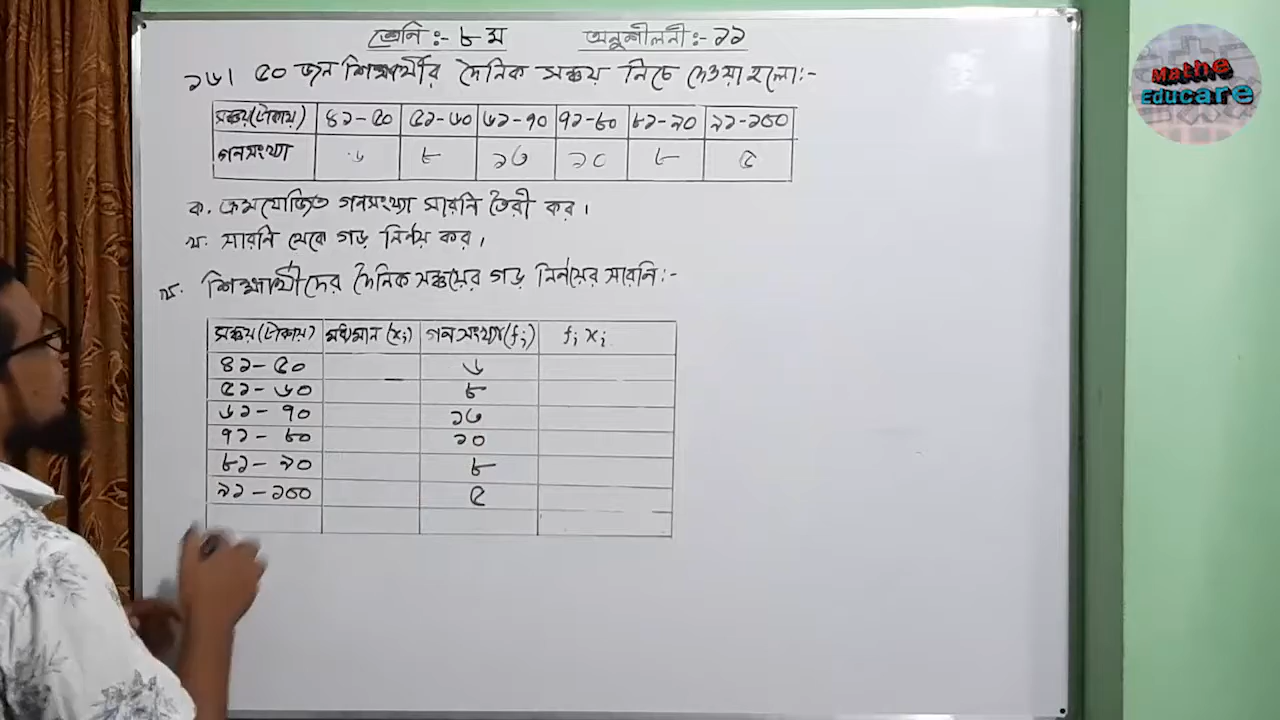 শ্রেনি :- ৮ম অনুশীলনী :- ১১
১৬। ৫০ জন শিক্ষার্থীর দৈনিক সঞ্চয় নিচে দেওয়া হলো :-
সঞ্চয়(টাকায়) ৪১-৫০ ৫১-৬০ ৬১-৭০ ৭১-৮০ ৮১-৯০ ৯১-১০০
গনসংখ্যা ৬ ৮ ১৩ ১০ ৮ ৫
ক. ক্রমযোজিত গনসংখ্যা সারনি তৈরী কর।
খ. সারনি থেকে গড় নির্নয় কর।
খ. শিক্ষার্থীদের দৈনিক সঞ্চয়ের গড় নির্নয়ের সারনি :-
সঞ্চয়(টাকায়) মধ্যমান (xᵢ) গনসংখ্যা (fᵢ) fᵢ xᵢ
৪১- ৫০ ৬
৫১- ৬০ ৮
৬১- ৭০ ১৩
৭১- ৮০ ১০
৮১- ৯০ ৮
৯১-১০০ ৫
Mathe
Educare